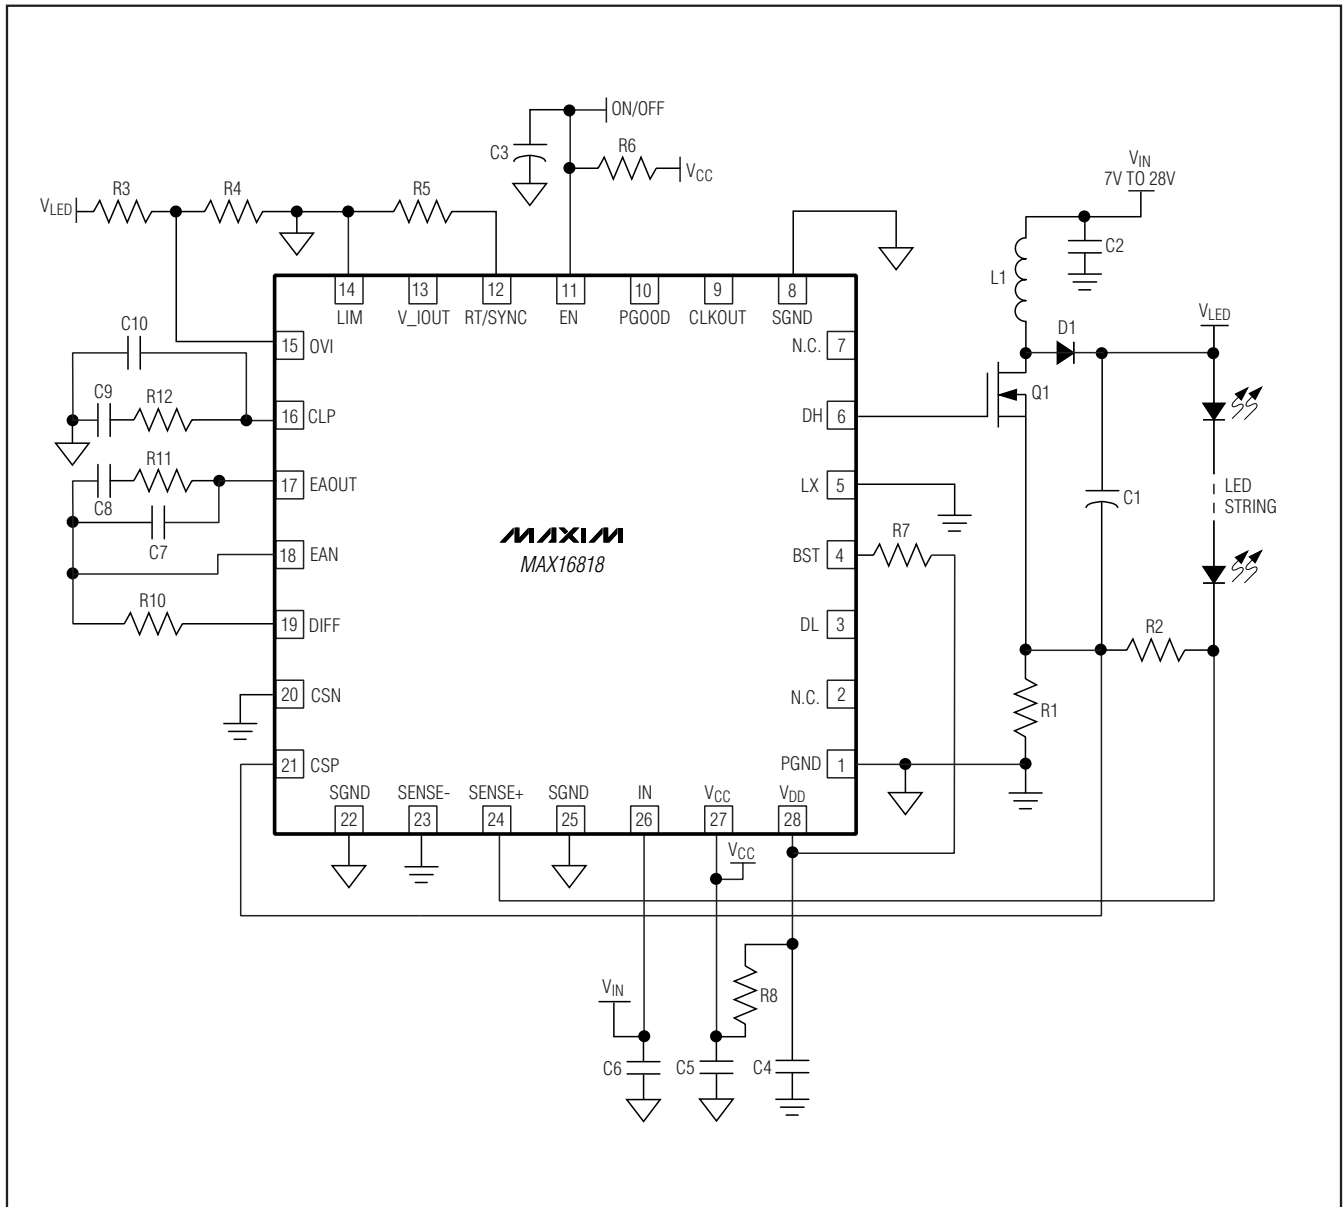 ON/OFF
C3
R6
VCC
VIN
7V TO 28V
VLED
R3
R4
R5
C2
L1
14
13
12
11
10
9
8
LIM
V_IOUT
RT/SYNC
EN
PGOOD
CLKOUT
SGND
C10
15
OVI
N.C.
7
D1
VLED
C9
R12
16
CLP
DH
6
Q1
R11
C8
17
EAOUT
LX
5
C1
LED
STRING
C7
MAXIM
MAX16818
R7
18
EAN
BST
4
R10
19
DIFF
DL
3
R2
20
CSN
N.C.
2
R1
21
CSP
PGND
1
SGND
SENSE-
SENSE+
SGND
IN
VCC
VDD
22
23
24
25
26
27
28
VCC
VIN
R8
C6
C5
C4